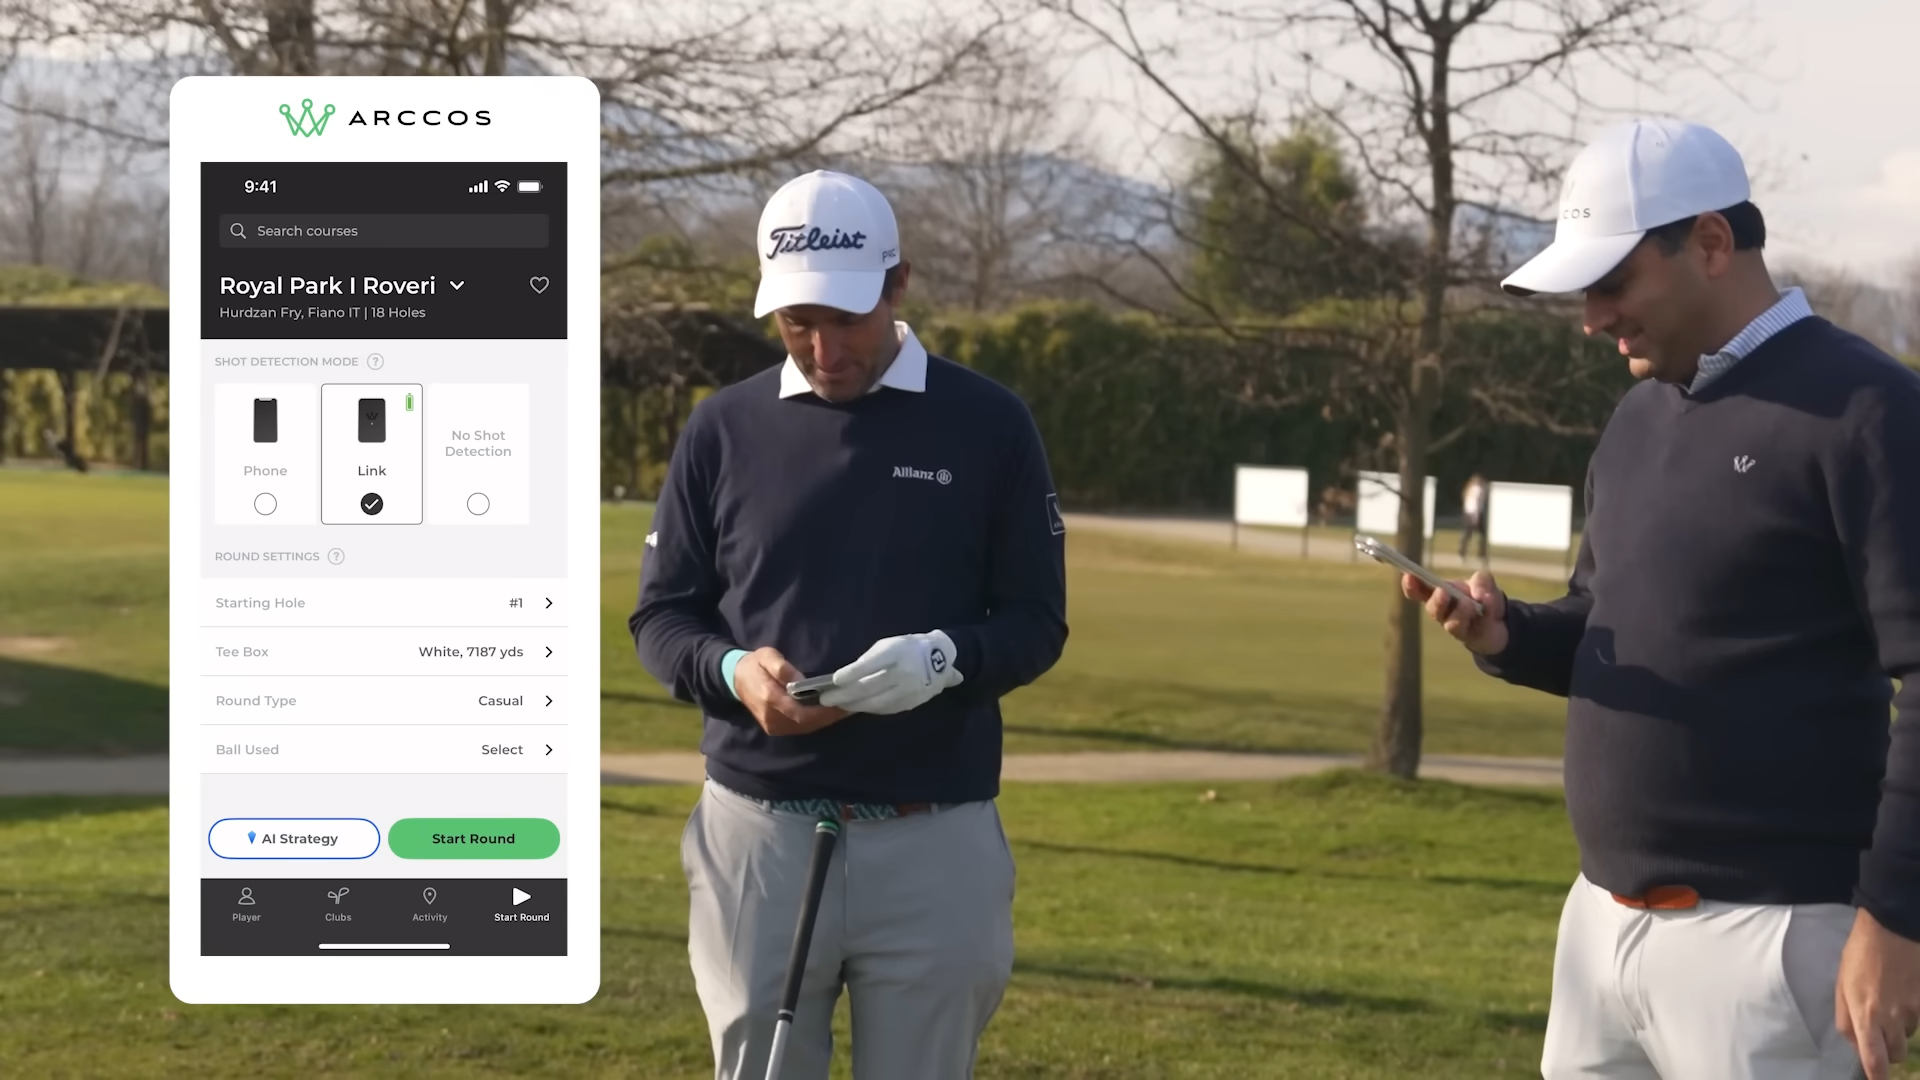 ARCCOS
9:41
Search courses
Royal Park I Roveri
Hurdzan Fry, Fiano IT | 18 Holes
SHOT DETECTION MODE ?
Phone
Link
No Shot
Detection
ROUND SETTINGS ?
Starting Hole #1
Tee Box White, 7187 yds
Round Type Casual
Ball Used Select
AI Strategy
Start Round
Player
Clubs
Activity
Start Round
Titleist
Allianz
FJ
COS